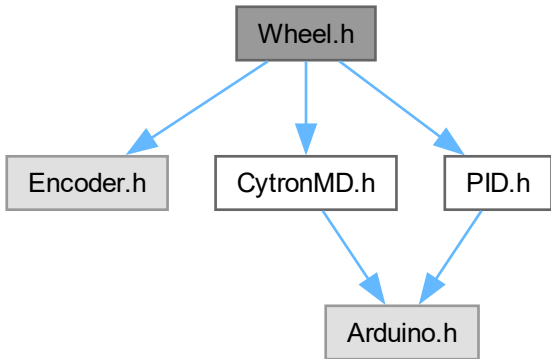 Wheel.h
Encoder.h
CytronMD.h
PID.h
Arduino.h